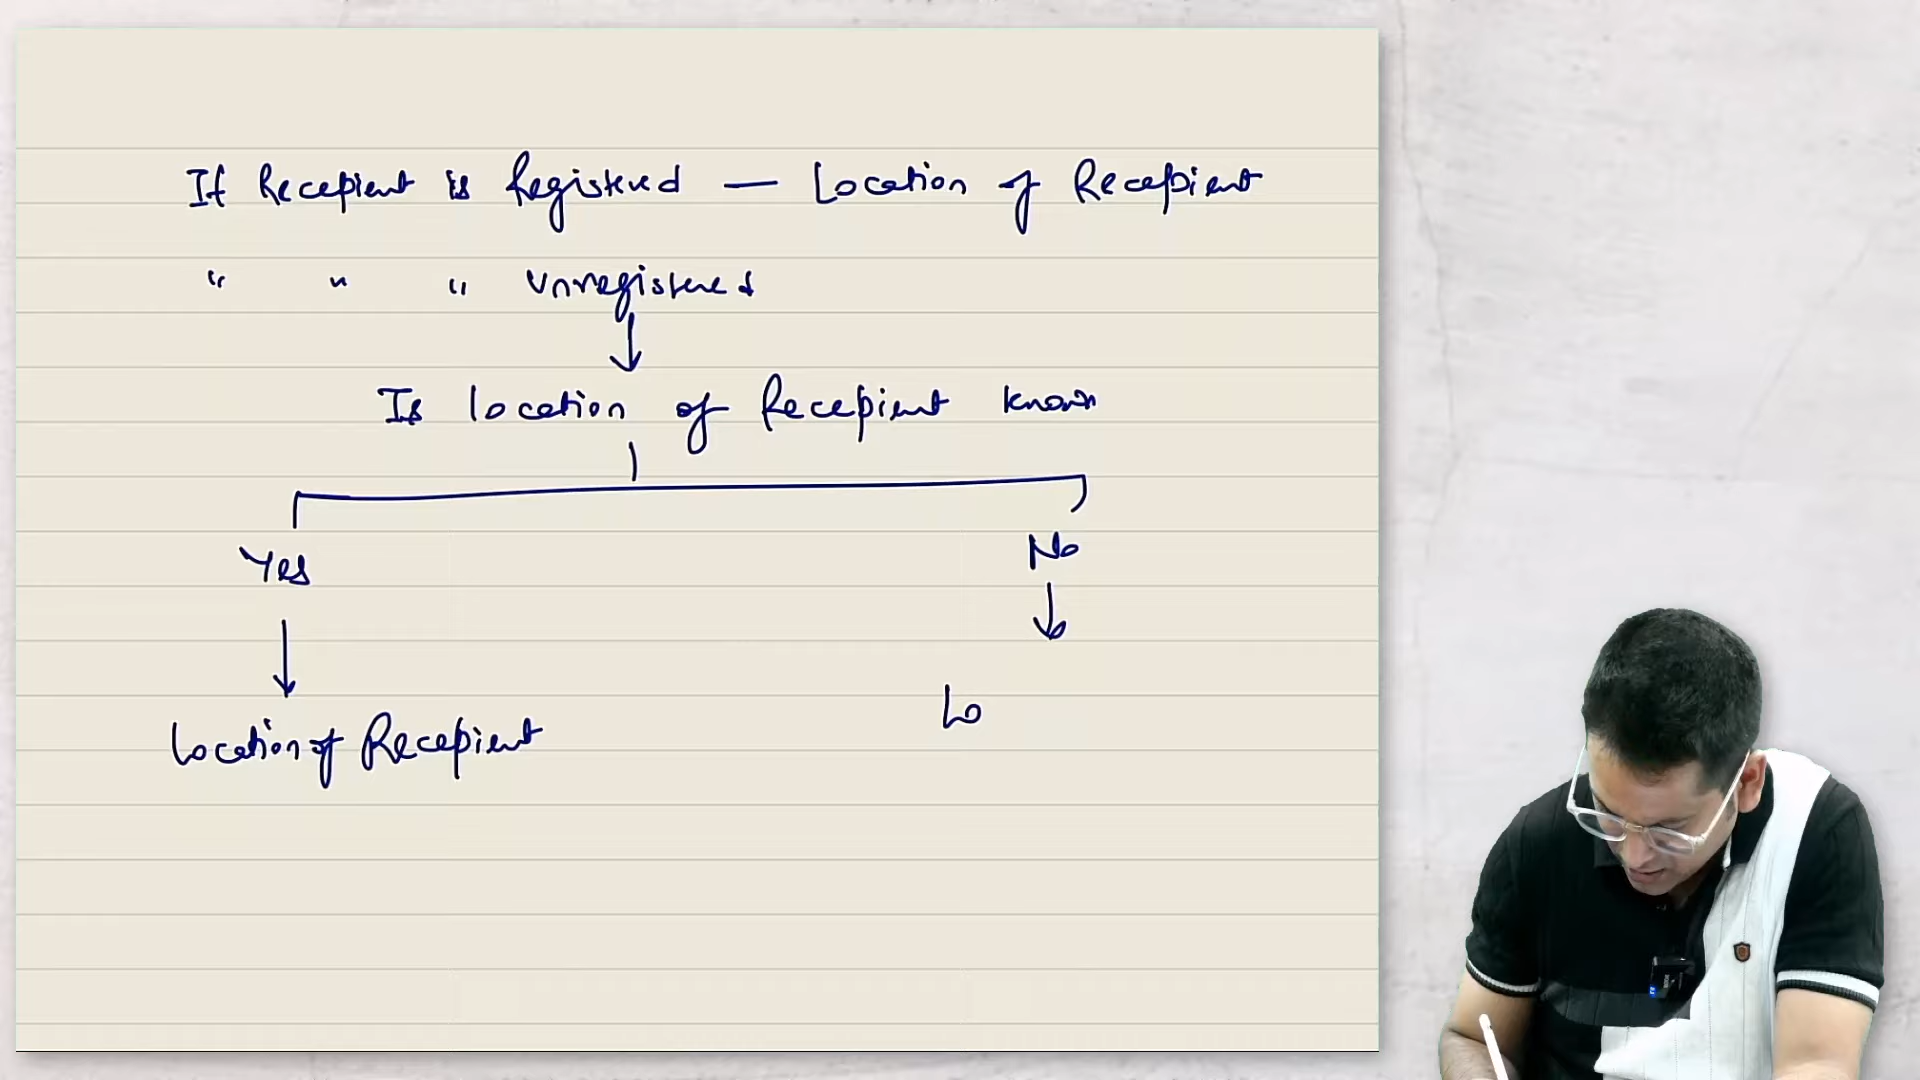 If Recepient is Registered — Location of Recepient
" " " Unregistered
Is location of Recepient known
Yes No
Lo
Location of Recepient